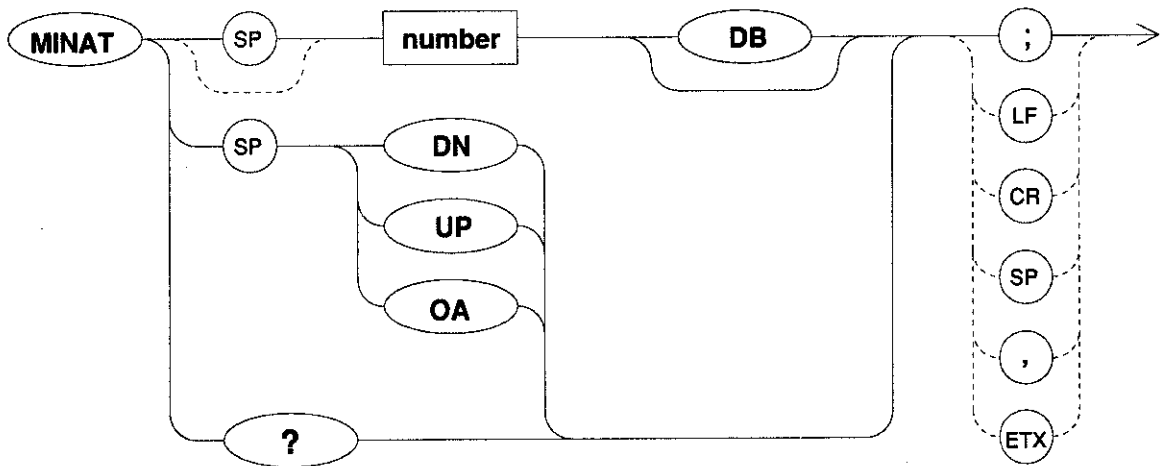 MINAT SP number DB ;
LF
SP DN
CR
UP
SP
OA
,
? ETX